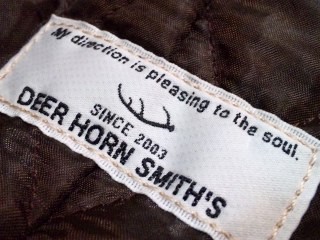 My direction is pleasing to the soul.
SINCE 2003
DEER HORN SMITH'S